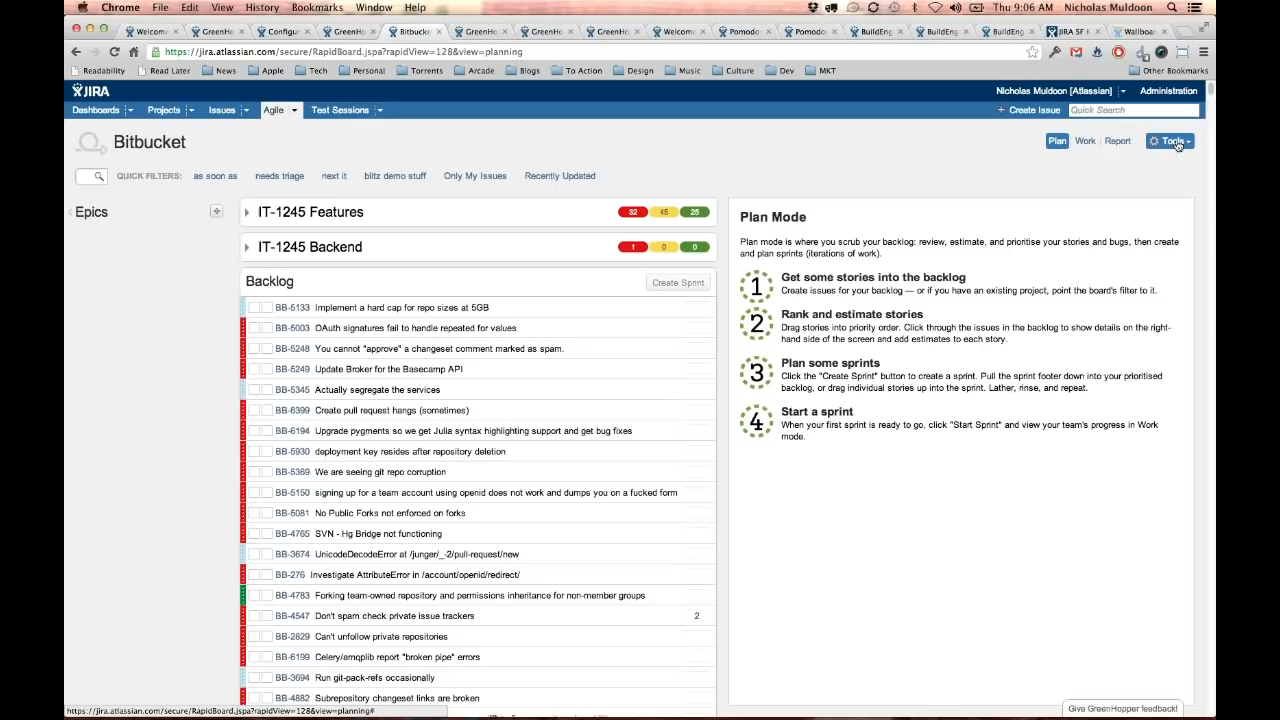 Chrome File Edit View History Bookmarks Window Help Thu 9:06 AM Nicholas Muldoon
Welcome GreenHo Configur GreenHo Bitbucke GreenHo GreenHo GreenHo Welcome Pomodo Pomodo BuildEng BuildEng BuildEng JIRA SF Wallboar
https://jira.atlassian.com/secure/RapidBoard.jspa?rapidView=128&view=planning
Readability Read Later News Apple Tech Personal Torrents Arcade Blogs To Action Design Music Culture Dev MKT Other Bookmarks
JIRA Nicholas Muldoon [Atlassian] Administration
Dashboards Projects Issues Agile Test Sessions + Create Issue Quick Search
Bitbucket Plan Work Report Tools
QUICK FILTERS: as soon as needs triage next it blitz demo stuff Only My Issues Recently Updated
Epics
IT-1245 Features 32 45 25
IT-1245 Backend 1 0 0
Backlog Create Sprint
BB-5133 Implement a hard cap for repo sizes at 5GB
BB-5003 OAuth signatures fail to handle repeated for values
BB-5248 You cannot "approve" a changeset comment marked as spam.
BB-5249 Update Broker for the Basecamp API
BB-5345 Actually segregate the services
BB-6399 Create pull request hangs (sometimes)
BB-6194 Upgrade pygments so we get Julia syntax highlighting support and get bug fixes
BB-5930 deployment key resides after repository deletion
BB-5369 We are seeing git repo corruption
BB-5150 signing up for a team account using openid does not work and dumps you on a fucked form
BB-5081 No Public Forks not enforced on forks
BB-4765 SVN - Hg Bridge not functioning
BB-3674 UnicodeDecodeError at /junger/_-2/pull-request/new
BB-276 Investigate AttributeError in /account/openid/redirect/
BB-4783 Forking team-owned repository and permissions inheritance for non-member groups
BB-4547 Don't spam check private issue trackers 2
BB-2829 Can't unfollow private repositories
BB-6199 Celery/amqplib report "broken pipe" errors
BB-3694 Run git-pack-refs occasionally
BB-4882 Subrepository changeset links are broken
Plan Mode
Plan mode is where you scrub your backlog: review, estimate, and prioritise your stories and bugs, then create
and plan sprints (iterations of work).
1 Get some stories into the backlog
Create issues for your backlog — or if you have an existing project, point the board's filter to it.
2 Rank and estimate stories
Drag stories into priority order. Click through the issues in the backlog to show details on the right-
hand side of the screen and add estimates to each story.
3 Plan some sprints
Click the "Create Sprint" button to create a sprint. Pull the sprint footer down into your prioritised
backlog, or drag individual stories up into the sprint. Lather, rinse, and repeat.
4 Start a sprint
When your first sprint is ready to go, click "Start Sprint" and view your team's progress in Work
mode.
https://jira.atlassian.com/secure/RapidBoard.jspa?rapidView=128&view=planning#
Give GreenHopper feedback!